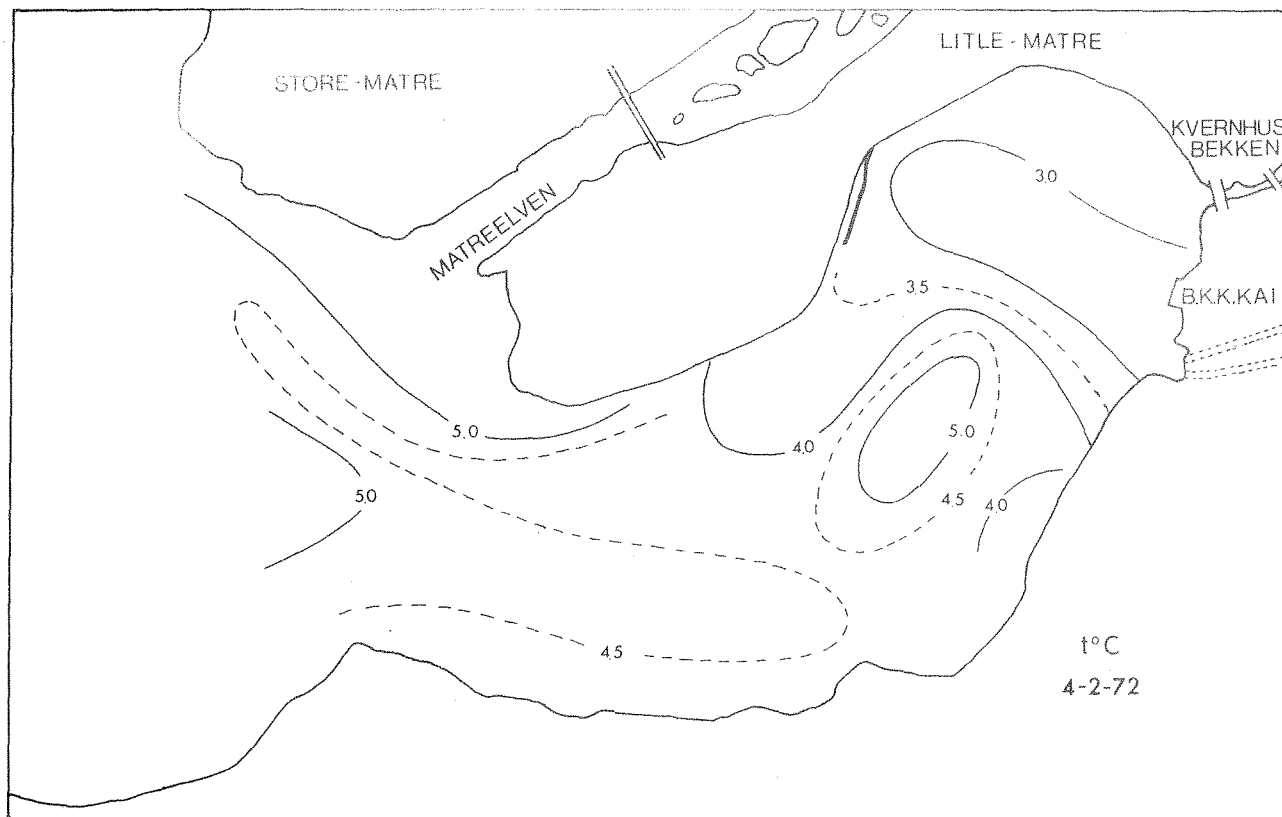 LITLE-MATRE
STORE-MATRE
KVERNHUS
BEKKEN
3.0
MATREELVEN
3.5
B.K.K.KAI
5.0
4.0
5.0
5.0
4.5
4.0
4.5
t°C
4-2-72